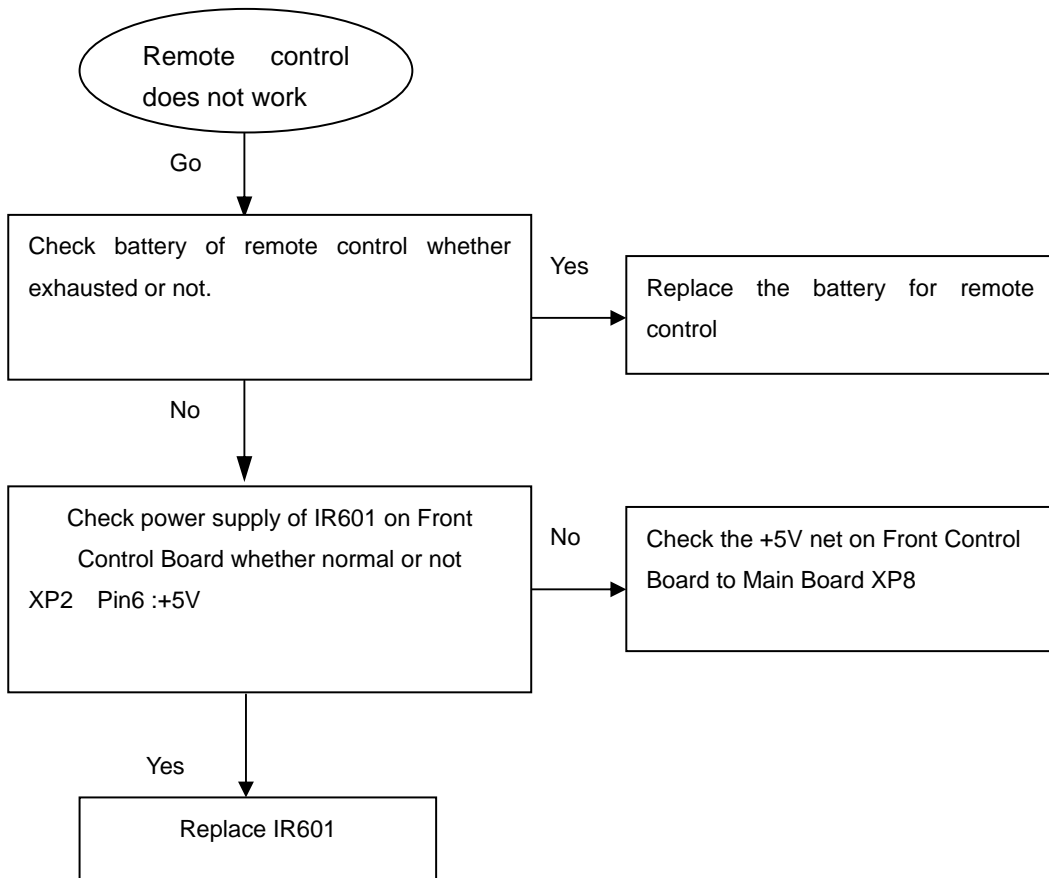 Remote control
does not work
Go
Check battery of remote control whether
exhausted or not.
Yes
Replace the battery for remote
control
No
Check power supply of IR601 on Front
Control Board whether normal or not
XP2 Pin6 :+5V
No
Check the +5V net on Front Control
Board to Main Board XP8
Yes
Replace IR601